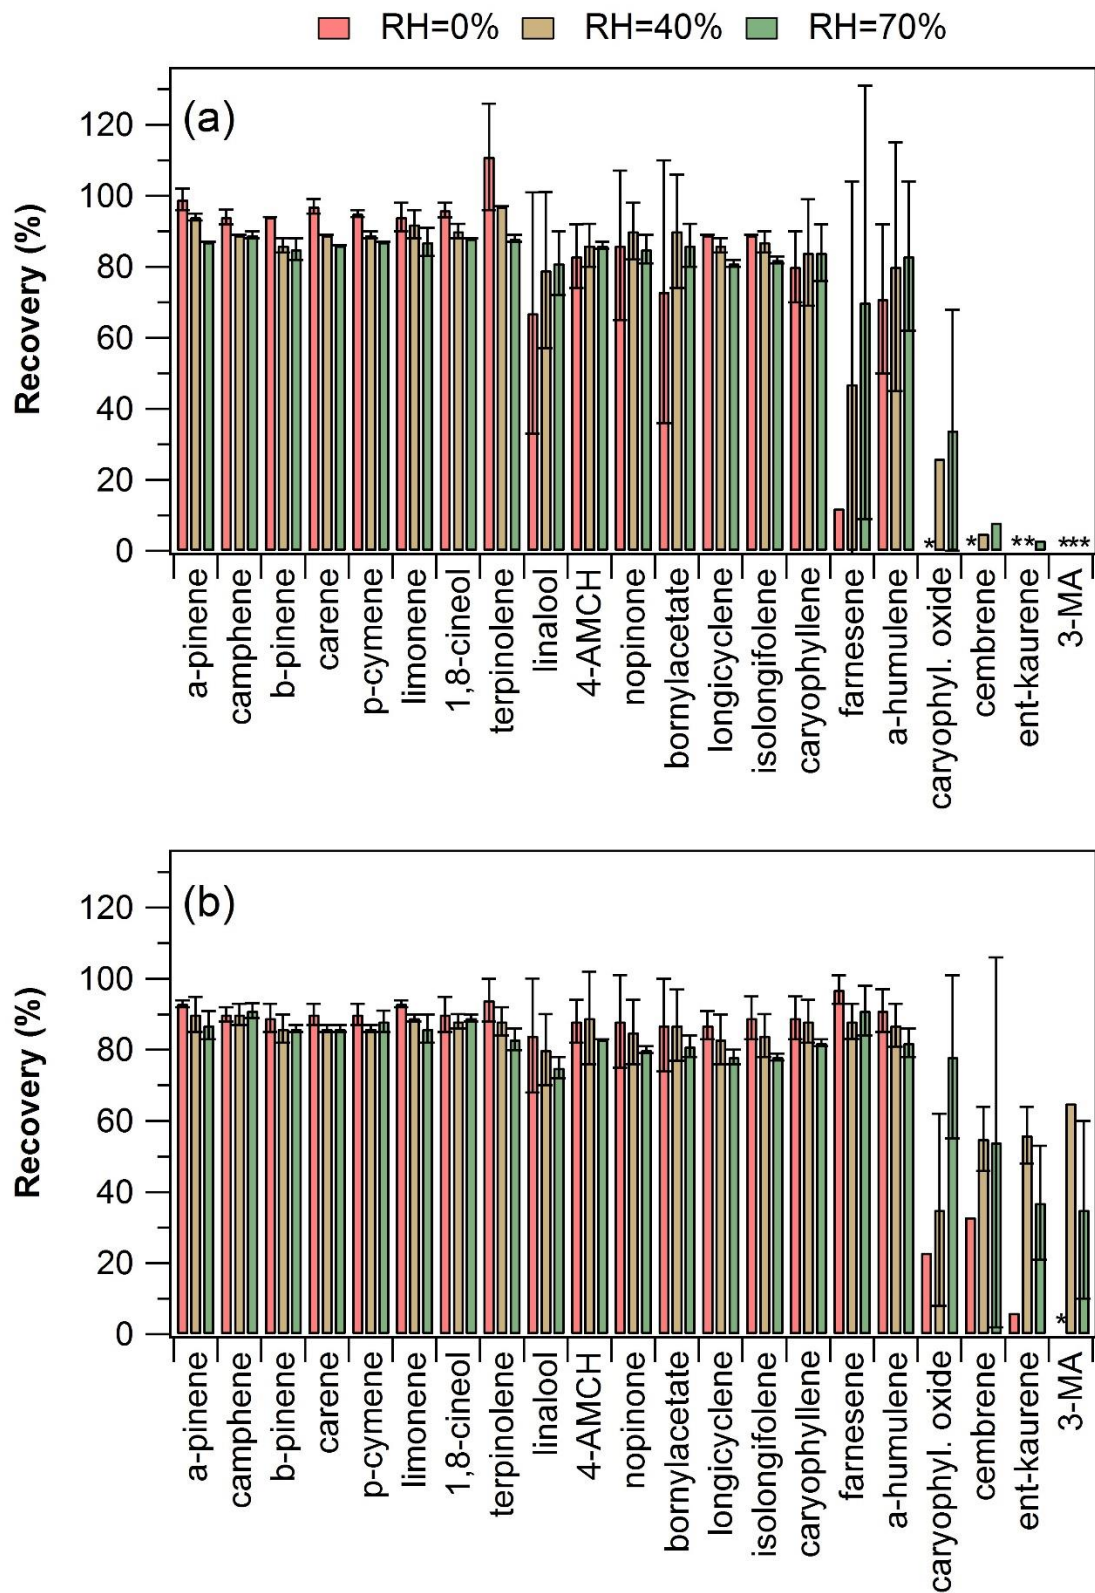 RH=0% RH=40% RH=70%
(a)
Recovery (%)
120
100
80
60
40
20
0
* * ** ***
a-pinene
camphene
b-pinene
carene
p-cymene
limonene
1,8-cineol
terpinolene
linalool
4-AMCH
nopinone
bornylacetate
longicyclene
isolongifolene
caryophyllene
farnesene
a-humulene
caryophyl. oxide
cembrene
ent-kaurene
3-MA
(b)
Recovery (%)
120
100
80
60
40
20
0
*
a-pinene
camphene
b-pinene
carene
p-cymene
limonene
1,8-cineol
terpinolene
linalool
4-AMCH
nopinone
bornylacetate
longicyclene
isolongifolene
caryophyllene
farnesene
a-humulene
caryophyl. oxide
cembrene
ent-kaurene
3-MA